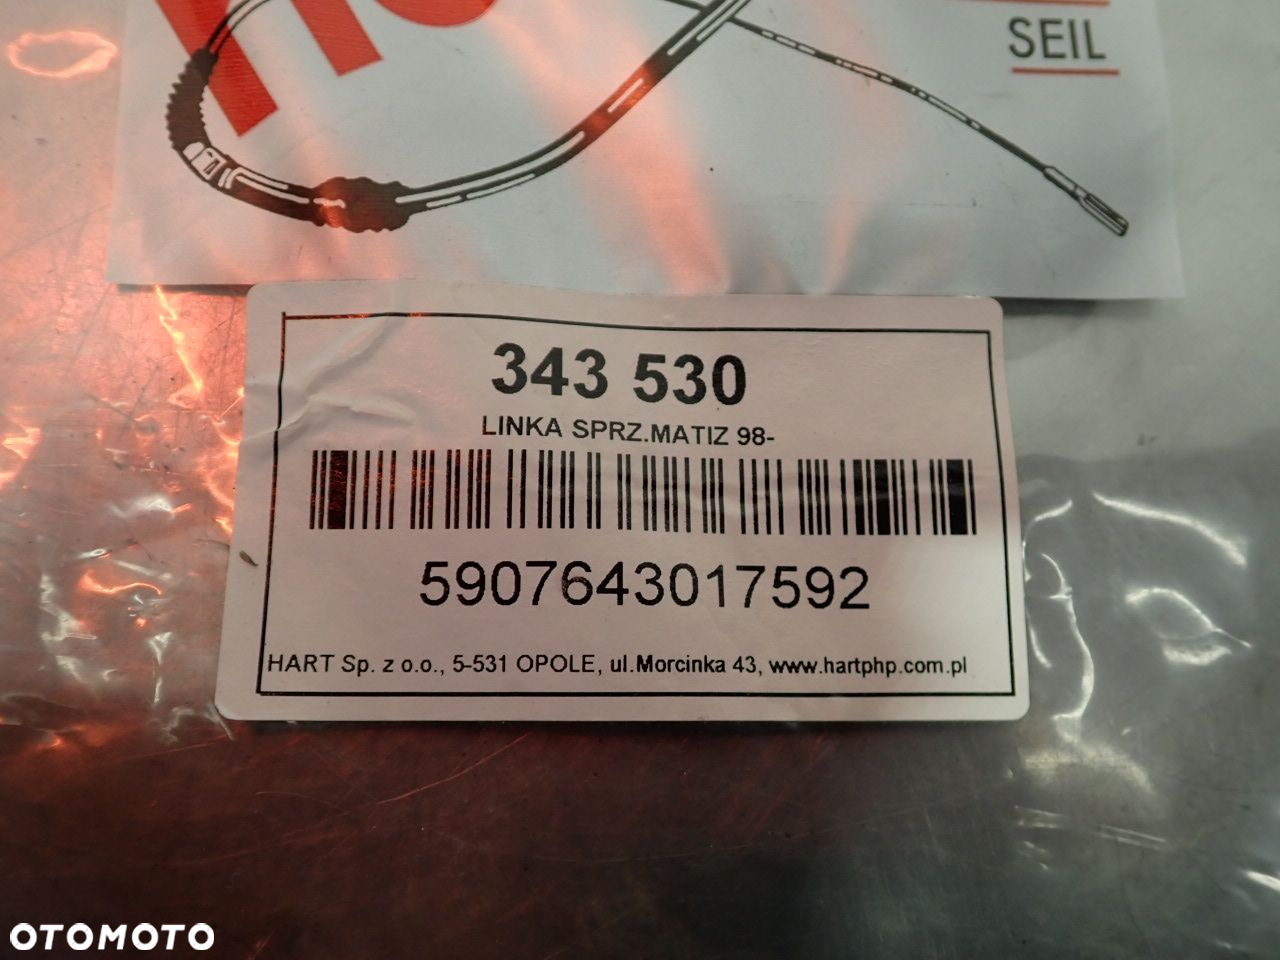 SEIL
343 530
LINKA SPRZ.MATIZ 98-
5907643017592
HART Sp. z o.o., 5-531 OPOLE, ul.Morcinka 43, www.hartphp.com.pl
OTOMOTO